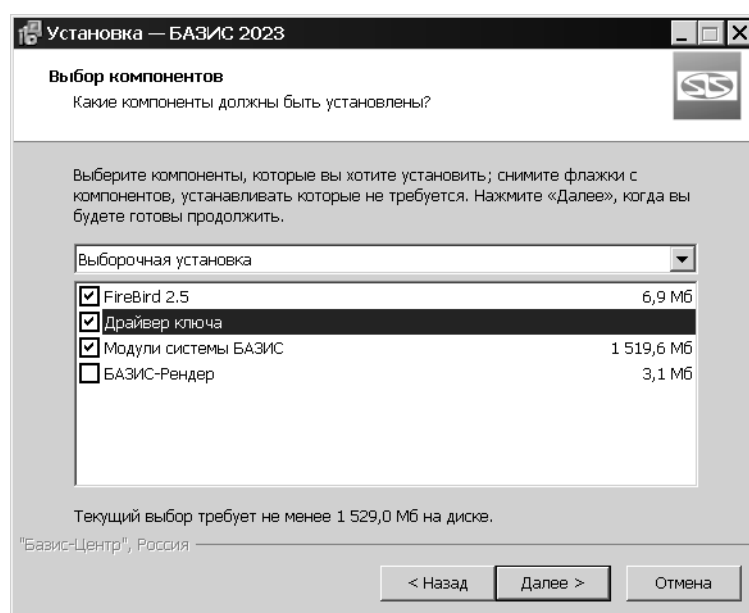 Установка — БАЗИС 2023
Выбор компонентов
Какие компоненты должны быть установлены?
Выберите компоненты, которые вы хотите установить; снимите флажки с
компонентов, устанавливать которые не требуется. Нажмите «Далее», когда вы
будете готовы продолжить.
Выборочная установка
FireBird 2.5 6,9 Мб
Драйвер ключа
Модули системы БАЗИС 1 519,6 Мб
БАЗИС-Рендер 3,1 Мб
Текущий выбор требует не менее 1 529,0 Мб на диске.
"Базис-Центр", Россия
< Назад Далее > Отмена